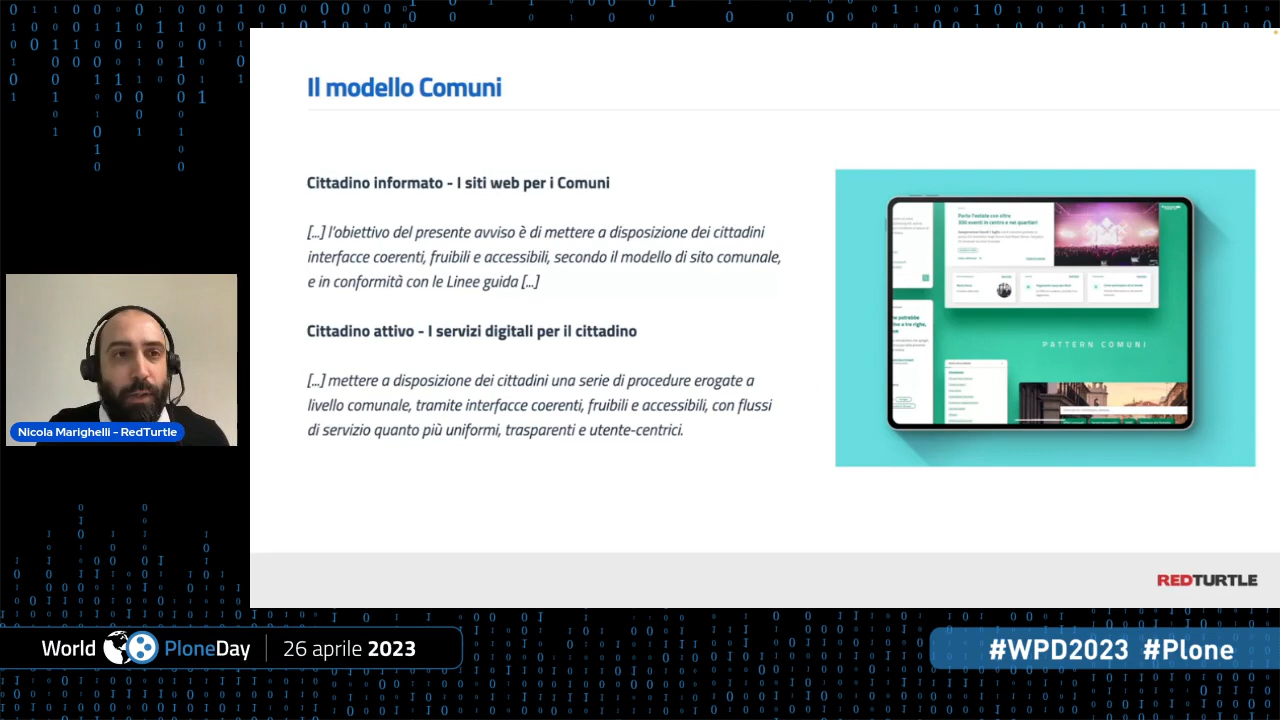 Il modello Comuni
Cittadino informato - I siti web per i Comuni
[...] l'obiettivo del presente avviso è di mettere a disposizione dei cittadini
interfacce coerenti, fruibili e accessibili, secondo il modello di sito comunale,
e in conformità con le Linee guida [...]
Cittadino attivo - I servizi digitali per il cittadino
[...] mettere a disposizione dei cittadini una serie di procedure erogate a
livello comunale, tramite interfacce coerenti, fruibili e accessibili, con flussi
di servizio quanto più uniformi, trasparenti e utente-centrici.
Parte l'estate con oltre
PATTERN COMUNI
Nicola Marighelli - RedTurtle
REDTURTLE
World PloneDay 26 aprile 2023
#WPD2023 #Plone